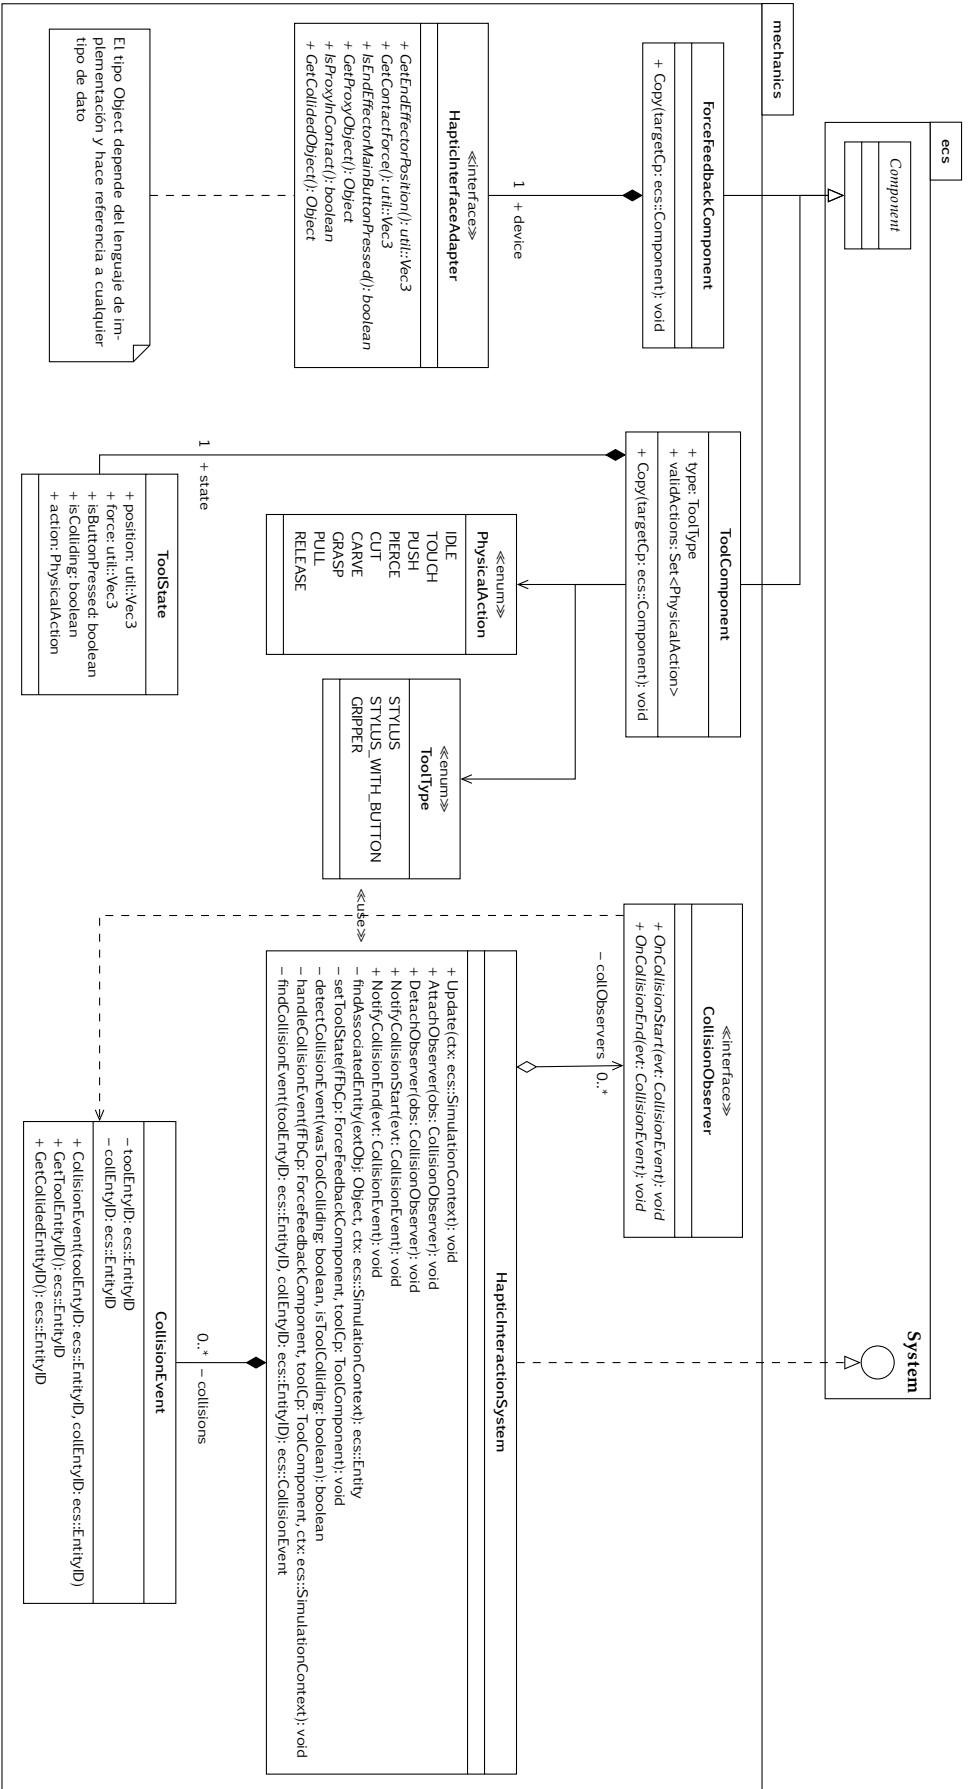 ecs
Component
System
mechanics
ForceFeedbackComponent
+ Copy(targetCp: ecs::Component): void
1 + device
≪interface≫
HapticInterfaceAdapter
+ GetEndEffectorPosition(): util::Vec3
+ GetContactForce(): util::Vec3
+ IsEndEffectorMainButtonPressed(): boolean
+ GetProxyObject(): Object
+ IsProxyInContact(): boolean
+ GetCollidedObject(): Object
El tipo Object depende del lenguaje de im-
plementación y hace referencia a cualquier
tipo de dato
ToolComponent
+ type: ToolType
+ validActions: Set<PhysicalAction>
+ Copy(targetCp: ecs::Component): void
≪enum≫
PhysicalAction
IDLE
TOUCH
PUSH
PIERCE
CUT
CARVE
GRASP
PULL
RELEASE
1 + state
ToolState
+ position: util::Vec3
+ force: util::Vec3
+ isButtonPressed: boolean
+ isColliding: boolean
+ action: PhysicalAction
≪enum≫
ToolType
STYLUS
STYLUS_WITH_BUTTON
GRIPPER
≪interface≫
CollisionObserver
+ OnCollisionStart(evt: CollisionEvent): void
+ OnCollisionEnd(evt: CollisionEvent): void
– collObservers 0..*
≪use≫
HapticInteractionSystem
+ Update(ctx: ecs::SimulationContext): void
+ AttachObserver(obs: CollisionObserver): void
+ DetachObserver(obs: CollisionObserver): void
+ NotifyCollisionStart(evt: CollisionEvent): void
+ NotifyCollisionEnd(evt: CollisionEvent): void
– findAssociatedEntity(extObj: Object, ctx: ecs::SimulationContext): ecs::Entity
– setToolState(fFbCp: ForceFeedbackComponent, toolCp: ToolComponent): void
– detectCollisionEvent(wasToolColliding: boolean, isToolColliding: boolean): boolean
– handleCollisionEvent(fFbCp: ForceFeedbackComponent, toolCp: ToolComponent, ctx: ecs::SimulationContext): void
– findCollisionEvent(toolEntyID: ecs::EntityID, collEntyID: ecs::EntityID): ecs::CollisionEvent
0..* – collisions
CollisionEvent
– toolEntyID: ecs::EntityID
– collEntyID: ecs::EntityID
+ CollisionEvent(toolEntyID: ecs::EntityID, collEntyID: ecs::EntityID)
+ GetToolEntityID(): ecs::EntityID
+ GetCollidedEntityID(): ecs::EntityID